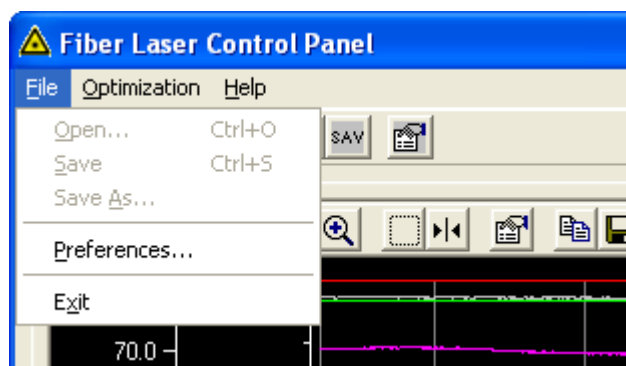 Fiber Laser Control Panel
File Optimization Help
Open... Ctrl+O
SAV
Save Ctrl+S
Save As...
Preferences...
Exit
70.0